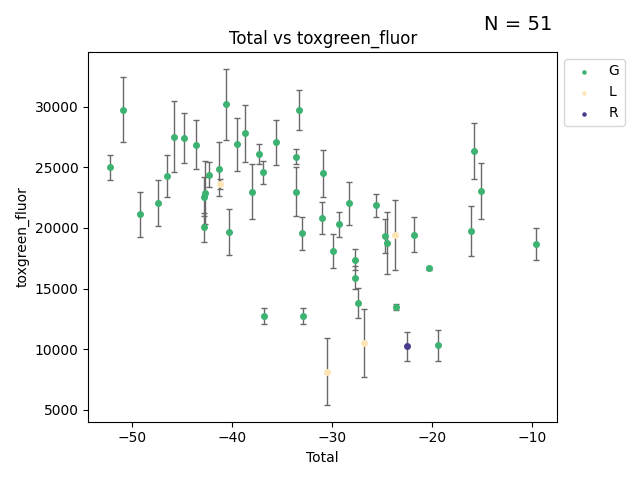 N = 51
Total vs toxgreen_fluor
G
L
R
30000
25000
20000
15000
10000
5000
toxgreen_fluor
−50 −40 −30 −20 −10
Total